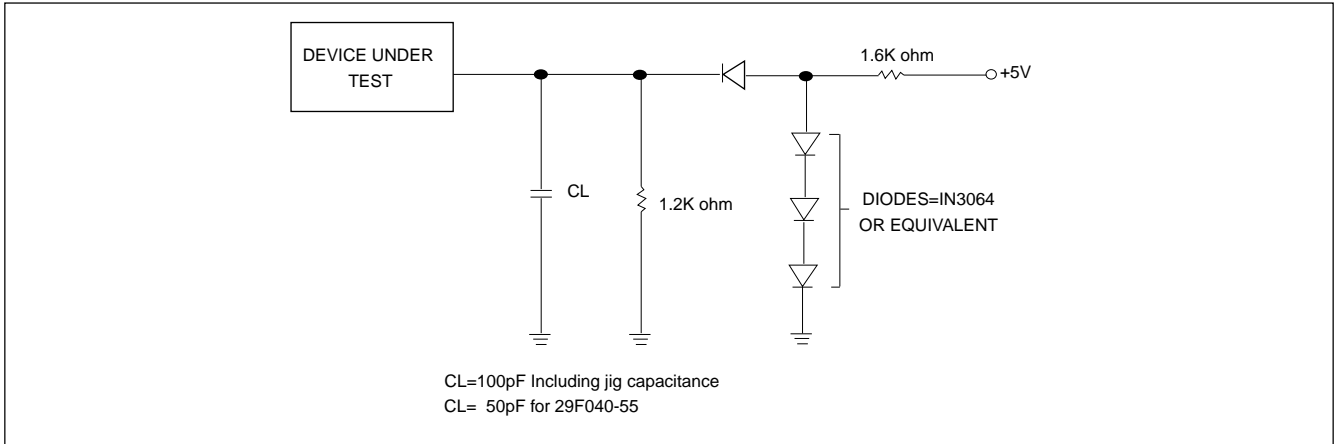 DEVICE UNDER
TEST
1.6K ohm
+5V
CL
1.2K ohm
DIODES=IN3064
OR EQUIVALENT
CL=100pF Including jig capacitance
CL= 50pF for 29F040-55